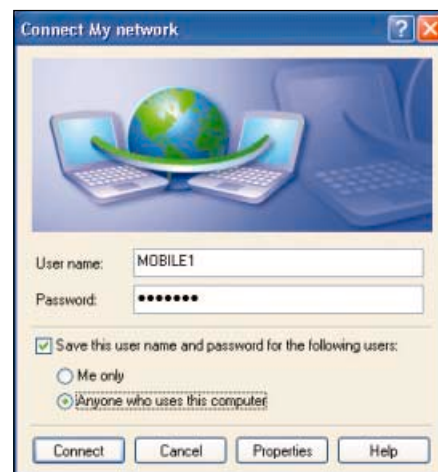 Connect My network
User name: MOBILE1
Password: •••••••
Save this user name and password for the following users:
Me only
Anyone who uses this computer
Connect Cancel Properties Help